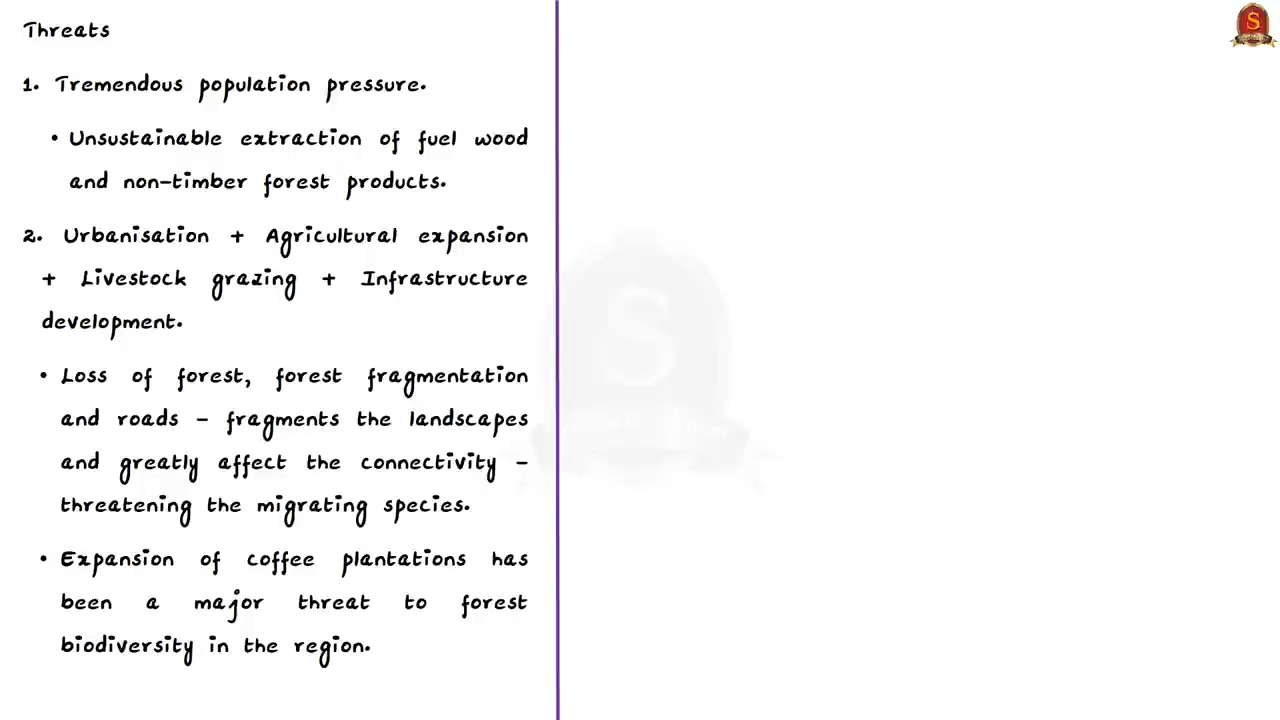 Threats
1. Tremendous population pressure.
• Unsustainable extraction of fuel wood
and non-timber forest products.
2. Urbanisation + Agricultural expansion
+ Livestock grazing + Infrastructure
development.
• Loss of forest, forest fragmentation
and roads - fragments the landscapes
and greatly affect the connectivity -
threatening the migrating species.
• Expansion of coffee plantations has
been a major threat to forest
biodiversity in the region.
S
S